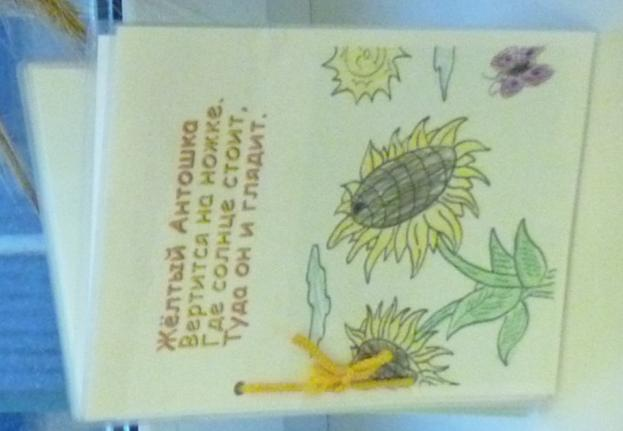 Жёлтый Антошка
Вертится на ножке.
Где солнце стоит,
Туда он и глядит.